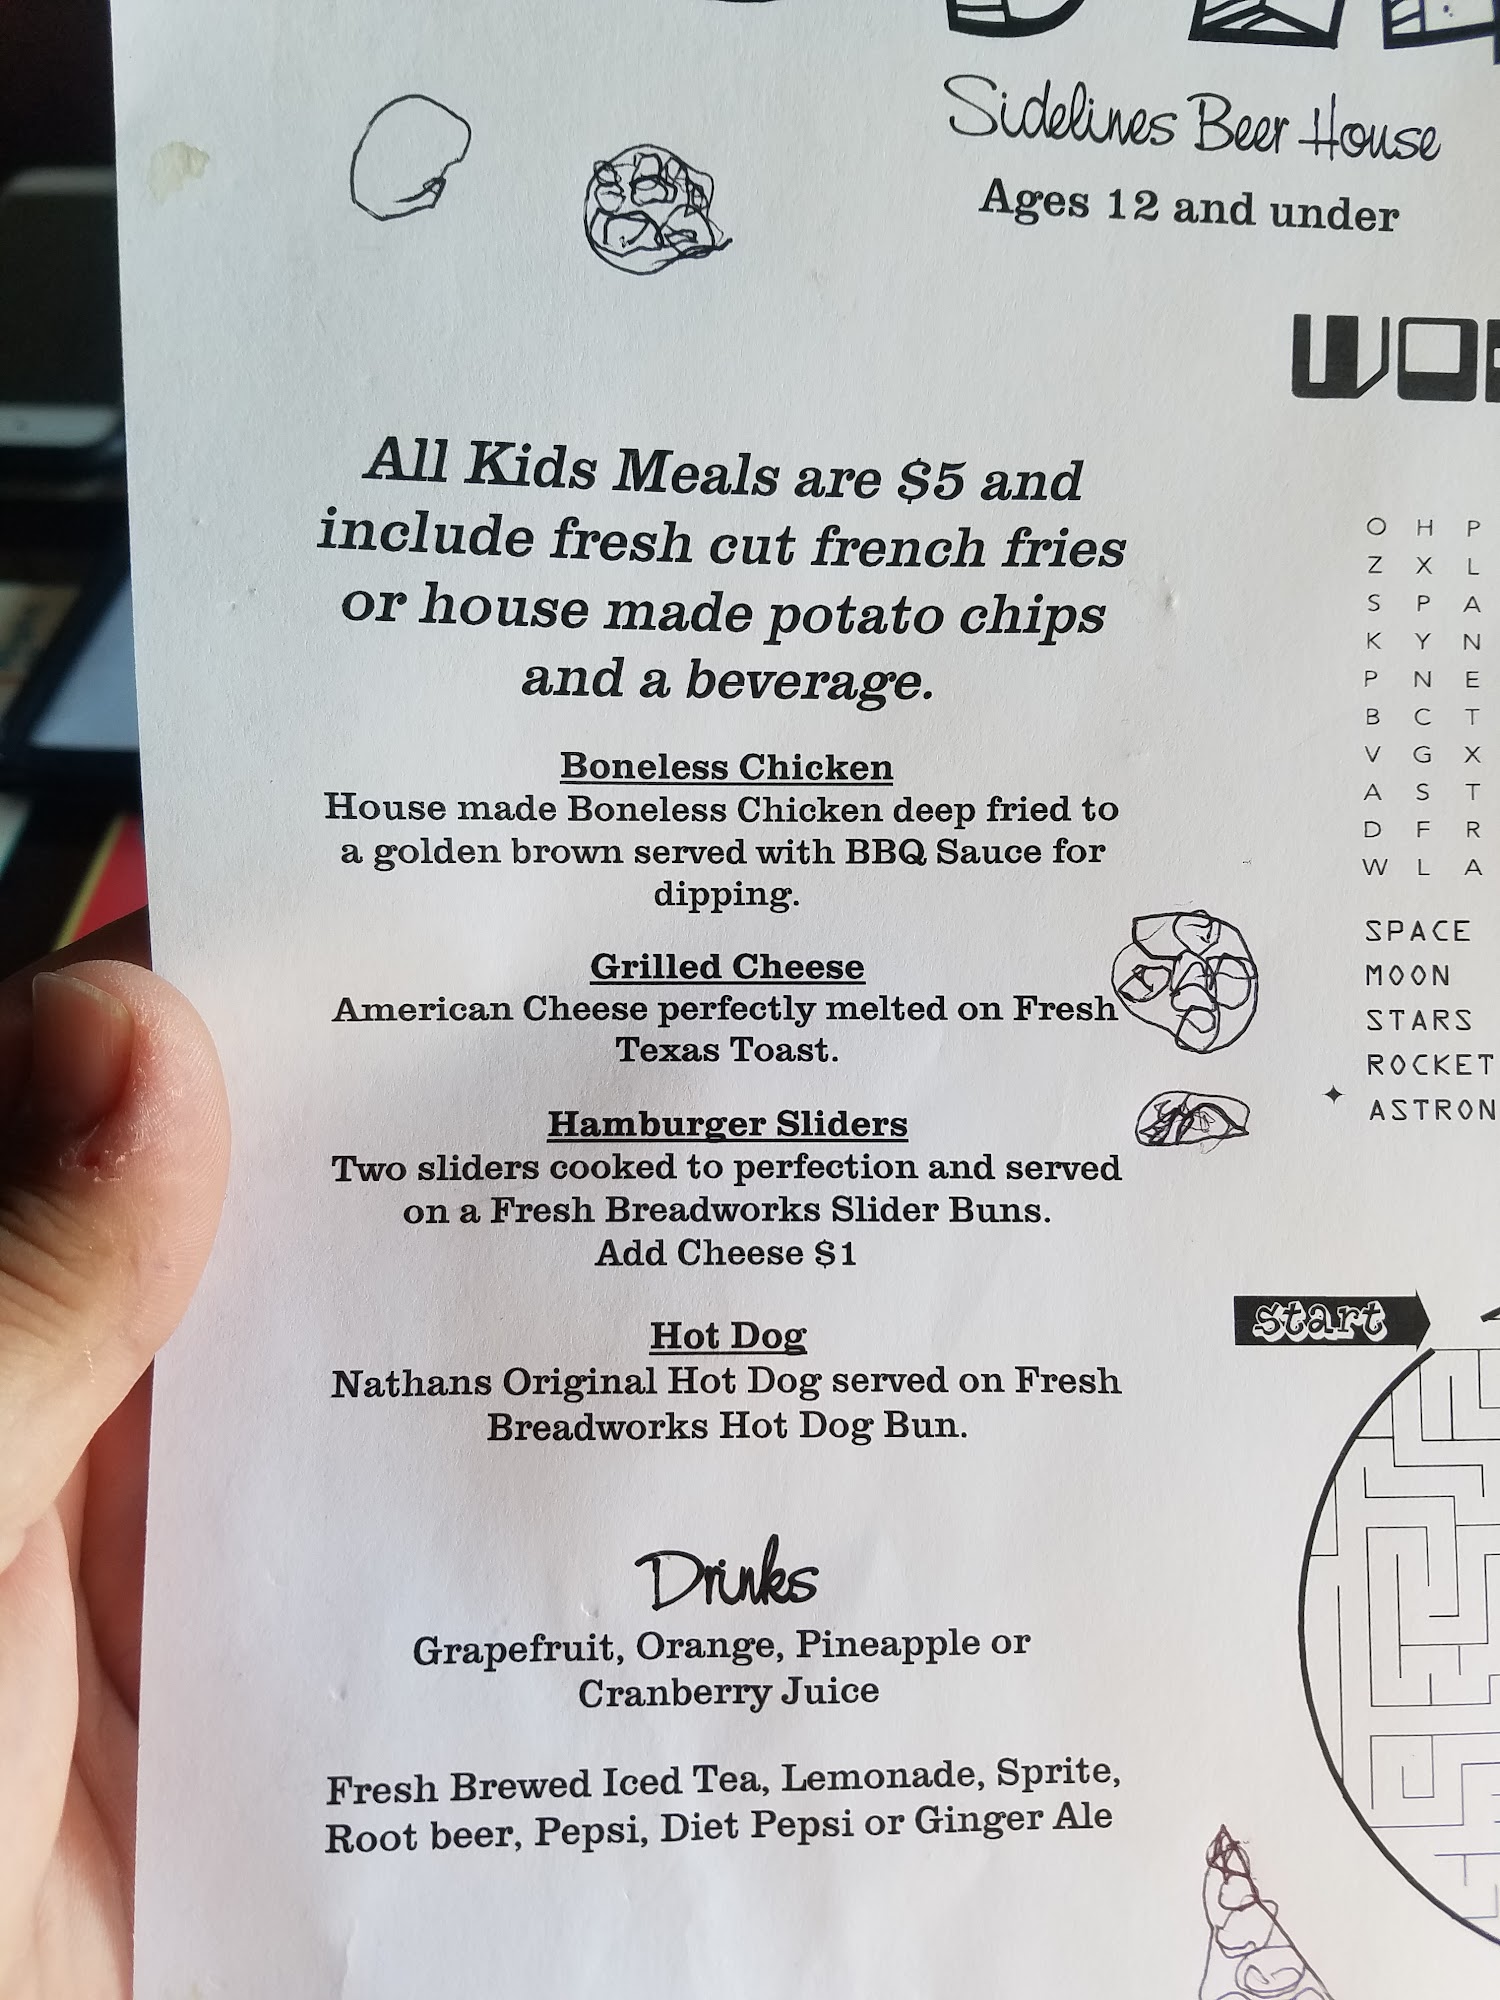 Sidelines Beer House
Ages 12 and under
All Kids Meals are $5 and
include fresh cut french fries
or house made potato chips
and a beverage.
Boneless Chicken
House made Boneless Chicken deep fried to
a golden brown served with BBQ Sauce for
dipping.
Grilled Cheese
American Cheese perfectly melted on Fresh
Texas Toast.
Hamburger Sliders
Two sliders cooked to perfection and served
on a Fresh Breadworks Slider Buns.
Add Cheese $1
Hot Dog
Nathans Original Hot Dog served on Fresh
Breadworks Hot Dog Bun.
Drinks
Grapefruit, Orange, Pineapple or
Cranberry Juice
Fresh Brewed Iced Tea, Lemonade, Sprite,
Root beer, Pepsi, Diet Pepsi or Ginger Ale
WO
O H P
Z X L
S P A
K Y N
P N E
B C T
V G X
A S T
D F R
W L A
SPACE
MOON
STARS
ROCKET
ASTRON
start